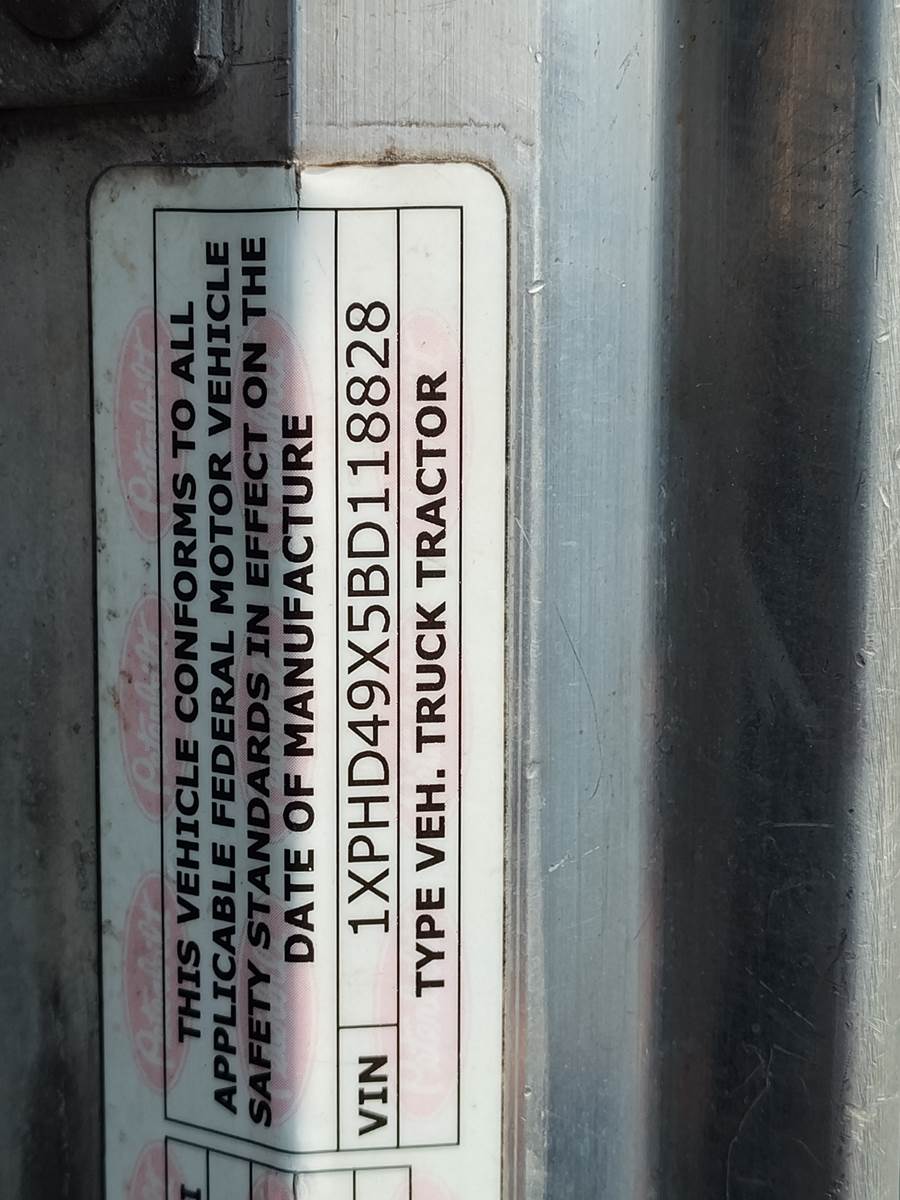 THIS VEHICLE CONFORMS TO ALL
APPLICABLE FEDERAL MOTOR VEHICLE
SAFETY STANDARDS IN EFFECT ON THE
DATE OF MANUFACTURE
VIN 1XPHD49X5BD118828
TYPE VEH. TRUCK TRACTOR